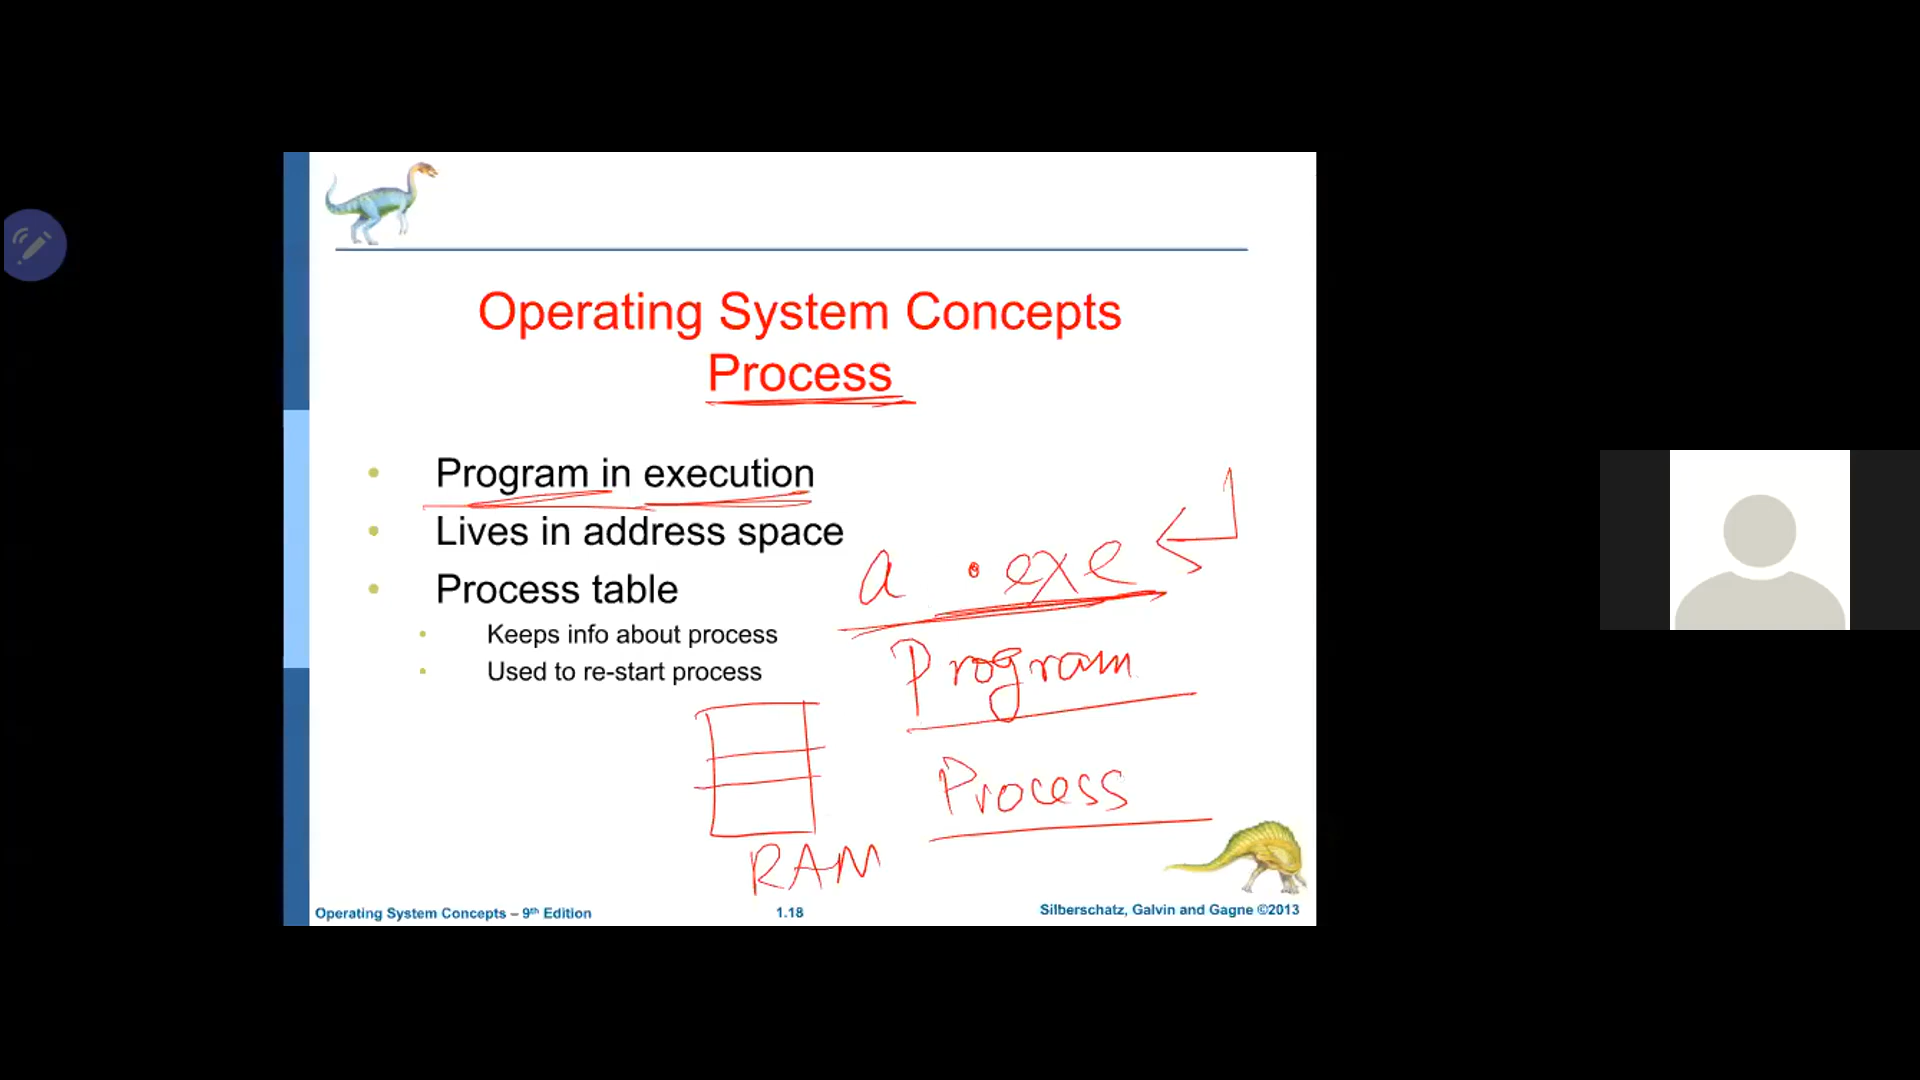 Operating System Concepts
Process
• Program in execution
• Lives in address space
• Process table
• Keeps info about process
• Used to re-start process
a .exe
Program
Process
RAM
Operating System Concepts – 9th Edition
1.18
Silberschatz, Galvin and Gagne ©2013